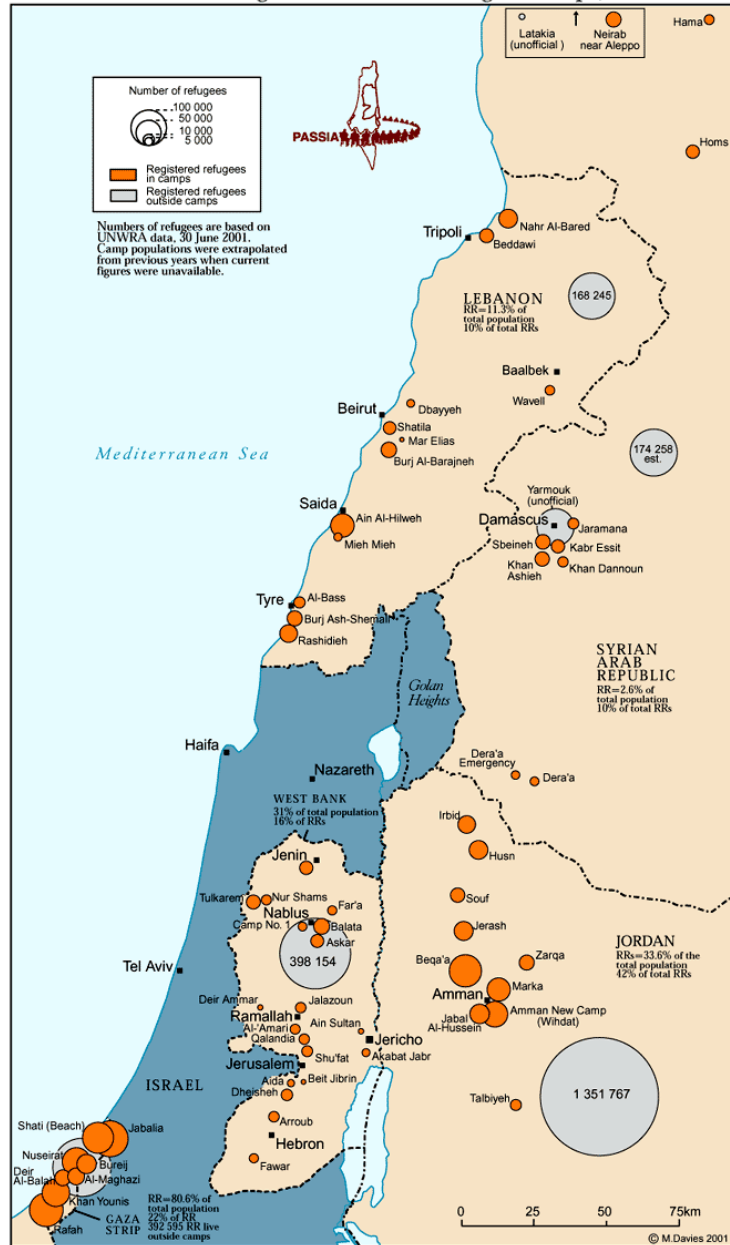 Latakia
(unofficial )
Neirab
near Aleppo
Hama
Number of refugees
100 000
50 000
10 000
5 000
Registered refugees
in camps
Registered refugees
outside camps
PASSIA
Homs
Numbers of refugees are based on
UNWRA data, 30 June 2001.
Camp populations were extrapolated
from previous years when current
figures were unavailable.
Tripoli
Nahr Al-Bared
Beddawi
LEBANON
RR=11.3% of
total population
10% of total RRs
168 245
Baalbek
Wavell
Beirut
Dbayyeh
Shatila
Mar Elias
Burj Al-Barajneh
Mediterranean Sea
174 258
est.
Yarmouk
(unofficial)
Damascus
Jaramana
Sbeineh
Kabr Essit
Khan
Ashieh
Khan Dannoun
Saida
Ain Al-Hilweh
Mieh Mieh
Tyre
Al-Bass
Burj Ash-Shemali
Rashidieh
SYRIAN
ARAB
REPUBLIC
RR=2.6% of
total population
10% of total RRs
Golan
Heights
Haifa
Nazareth
Dera'a
Emergency
Dera'a
WEST BANK
31% of total population
16% of RRs
Irbid
Husn
Jenin
Tulkarem
Nur Shams
Far'a
Nablus
Camp No. 1
Balata
Askar
398 154
Souf
Jerash
Beqa'a
Zarqa
JORDAN
RRs=33.6% of the
total population
42% of total RRs
Tel Aviv
Marka
Amman
Amman New Camp
(Wihdat)
Jabal
Al-Hussein
Deir Ammar
Jalazoun
Ramallah
Al-'Amari
Ain Sultan
Qalandia
Jericho
Shu'fat
Akabat Jabr
Jerusalem
ISRAEL
Aida
Beit Jibrin
Dheisheh
1 351 767
Talbiyeh
Arroub
Hebron
Fawar
Shati (Beach)
Jabalia
Nuseirat
Bureij
Deir
Al-Balah
Al-Maghazi
Khan Younis
Rafah
GAZA
STRIP
RR=80.6% of
total population
22% of RR
392 595 RR live
outside camps
0
25
50
75km
© M.Davies 2001